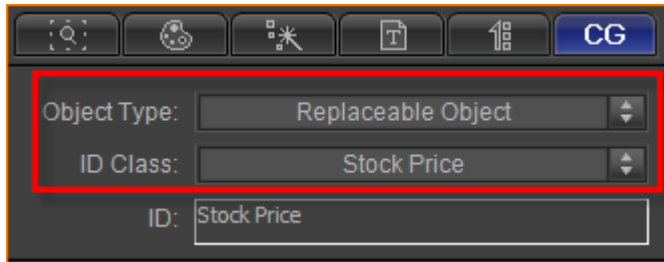 T
CG
Object Type: Replaceable Object
ID Class: Stock Price
ID: Stock Price